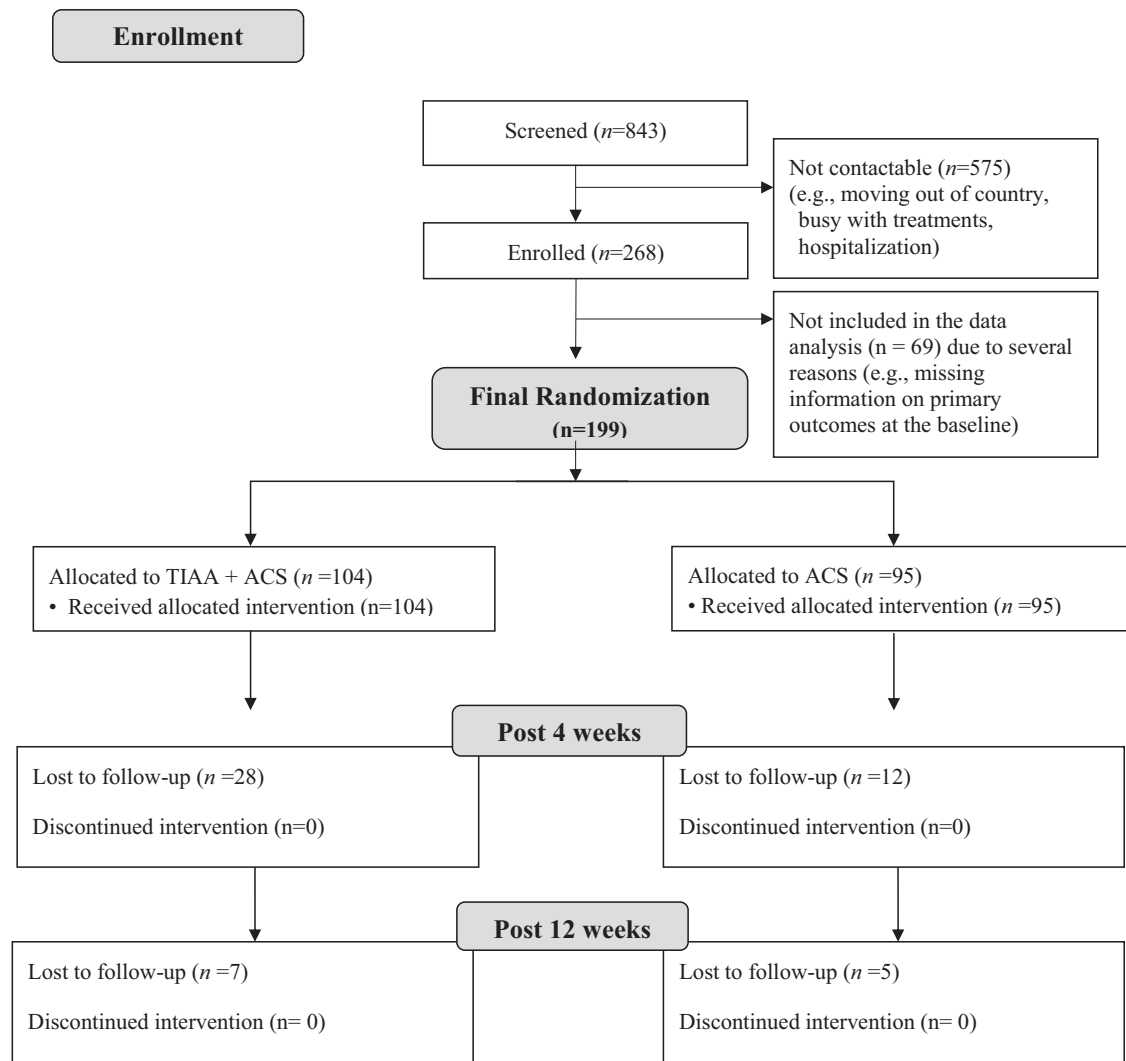 Enrollment
Screened (n=843)
Not contactable (n=575)
(e.g., moving out of country,
busy with treatments,
hospitalization)
Enrolled (n=268)
Not included in the data
analysis (n = 69) due to several
reasons (e.g., missing
information on primary
outcomes at the baseline)
Final Randomization
(n=199)
Allocated to TIAA + ACS (n =104)
• Received allocated intervention (n=104)
Allocated to ACS (n =95)
• Received allocated intervention (n =95)
Post 4 weeks
Lost to follow-up (n =28)
Discontinued intervention (n=0)
Lost to follow-up (n =12)
Discontinued intervention (n=0)
Post 12 weeks
Lost to follow-up (n =7)
Discontinued intervention (n= 0)
Lost to follow-up (n =5)
Discontinued intervention (n= 0)